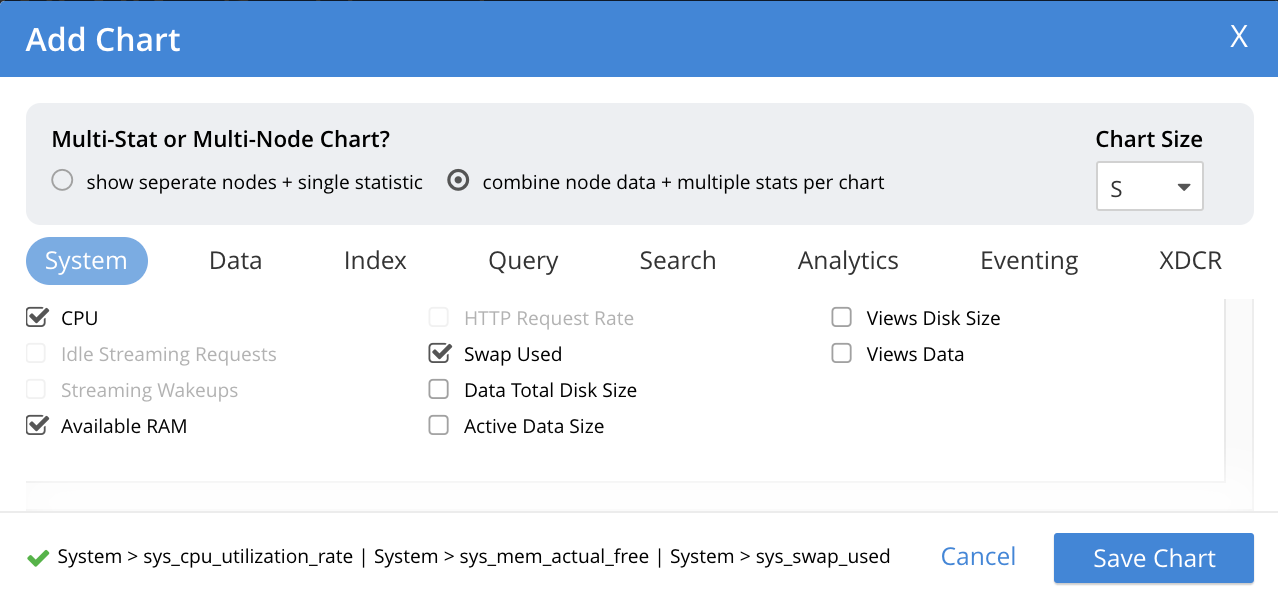 Add Chart X
Multi-Stat or Multi-Node Chart? Chart Size
show seperate nodes + single statistic combine node data + multiple stats per chart S
System Data Index Query Search Analytics Eventing XDCR
CPU HTTP Request Rate Views Disk Size
Idle Streaming Requests Swap Used Views Data
Streaming Wakeups Data Total Disk Size
Available RAM Active Data Size
System > sys_cpu_utilization_rate | System > sys_mem_actual_free | System > sys_swap_used Cancel Save Chart